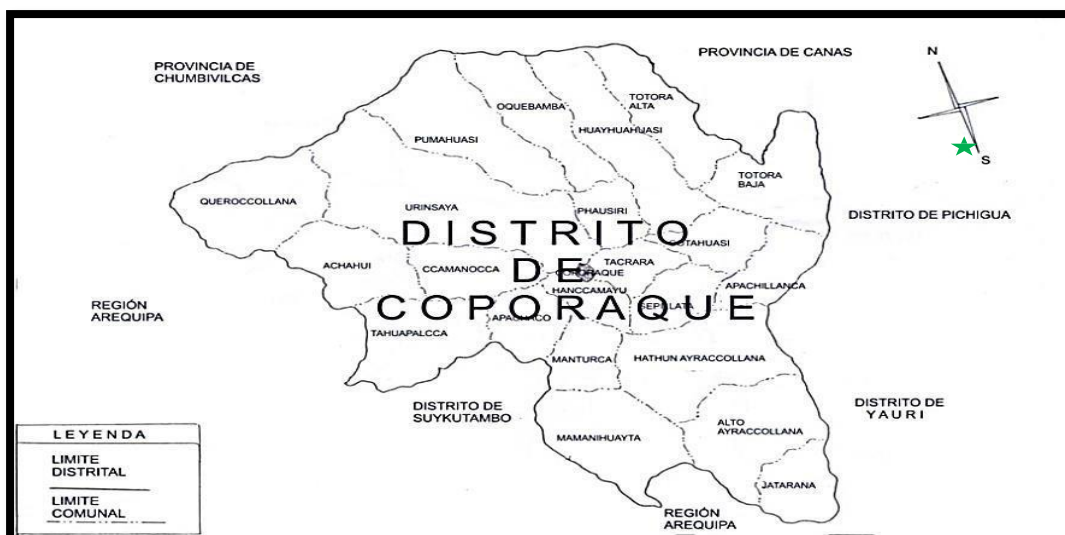 PROVINCIA DE
CHUMBIVILCAS
PROVINCIA DE CANAS
N
S
OQUEBAMBA
TOTORA
ALTA
HUAYHUAHUASI
PUMAHUASI
TOTORA
BAJA
QUEROCCOLLANA
URINSAYA
PHAUSIRI
DISTRITO DE PICHIGUA
DISTRITO
DE
COPORAQUE
COTAHUASI
ACHAHUI
CCAMANOCCA
TACRARA
COPORAQUE
HANCCAMAYU
APACHILLANCA
SEPILLATA
REGIÓN
AREQUIPA
TAHUAPALCCA
APACHACO
MANTURCA
HATHUN AYRACCOLLANA
DISTRITO DE
SUYKUTAMBO
DISTRITO DE
YAURI
ALTO
AYRACCOLLANA
MAMANIHUAYTA
JATARANA
REGIÓN
AREQUIPA
LEYENDA
LIMITE
DISTRITAL
LIMITE
COMUNAL